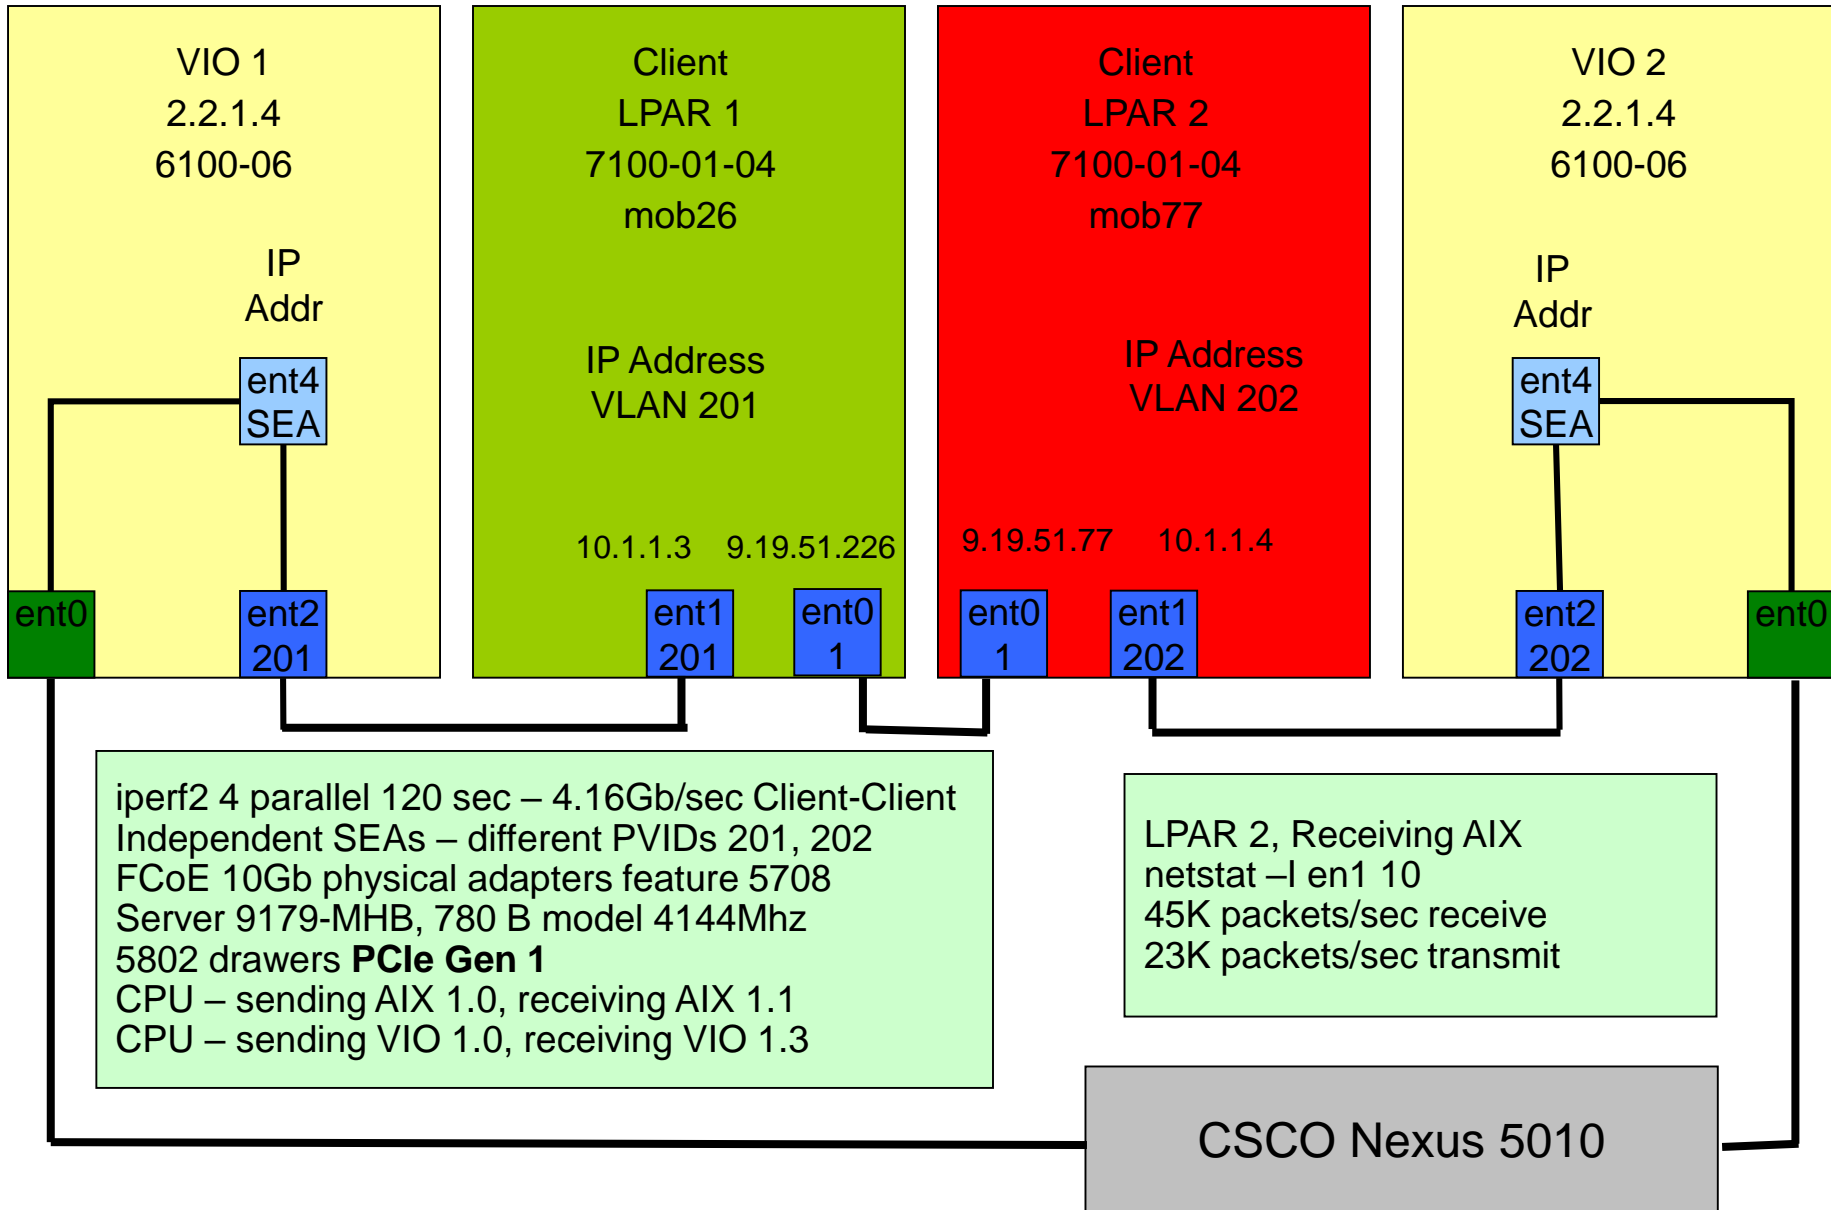 VIO 1
2.2.1.4
6100-06
IP
Addr
ent4
SEA
ent0
ent2
201
Client
LPAR 1
7100-01-04
mob26
IP Address
VLAN 201
10.1.1.3
9.19.51.226
ent1
201
ent0
1
Client
LPAR 2
7100-01-04
mob77
IP Address
VLAN 202
9.19.51.77
10.1.1.4
ent0
1
ent1
202
VIO 2
2.2.1.4
6100-06
IP
Addr
ent4
SEA
ent2
202
ent0
iperf2 4 parallel 120 sec – 4.16Gb/sec Client-Client
Independent SEAs – different PVIDs 201, 202
FCoE 10Gb physical adapters feature 5708
Server 9179-MHB, 780 B model 4144Mhz
5802 drawers PCIe Gen 1
CPU – sending AIX 1.0, receiving AIX 1.1
CPU – sending VIO 1.0, receiving VIO 1.3
LPAR 2, Receiving AIX
netstat –I en1 10
45K packets/sec receive
23K packets/sec transmit
CSCO Nexus 5010